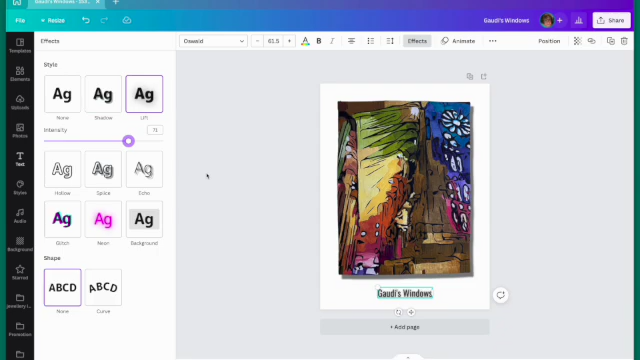 Gaudi's Windows - 551...
File
Resize
Gaudi's Windows
Share
Effects
Oswald
61.5
A
B
I
Effects
Animate
Position
Templates
Elements
Uploads
Photos
Text
Styles
Audio
Background
Starred
Jewellery i...
Promotion
Style
Ag
Ag
Ag
None
Shadow
Lift
Intensity
71
Ag
Ag
Ag
Hollow
Splice
Echo
Ag
Ag
Ag
Glitch
Neon
Background
Shape
ABCD
ABCD
None
Curve
Gaudi's Windows
+ Add page